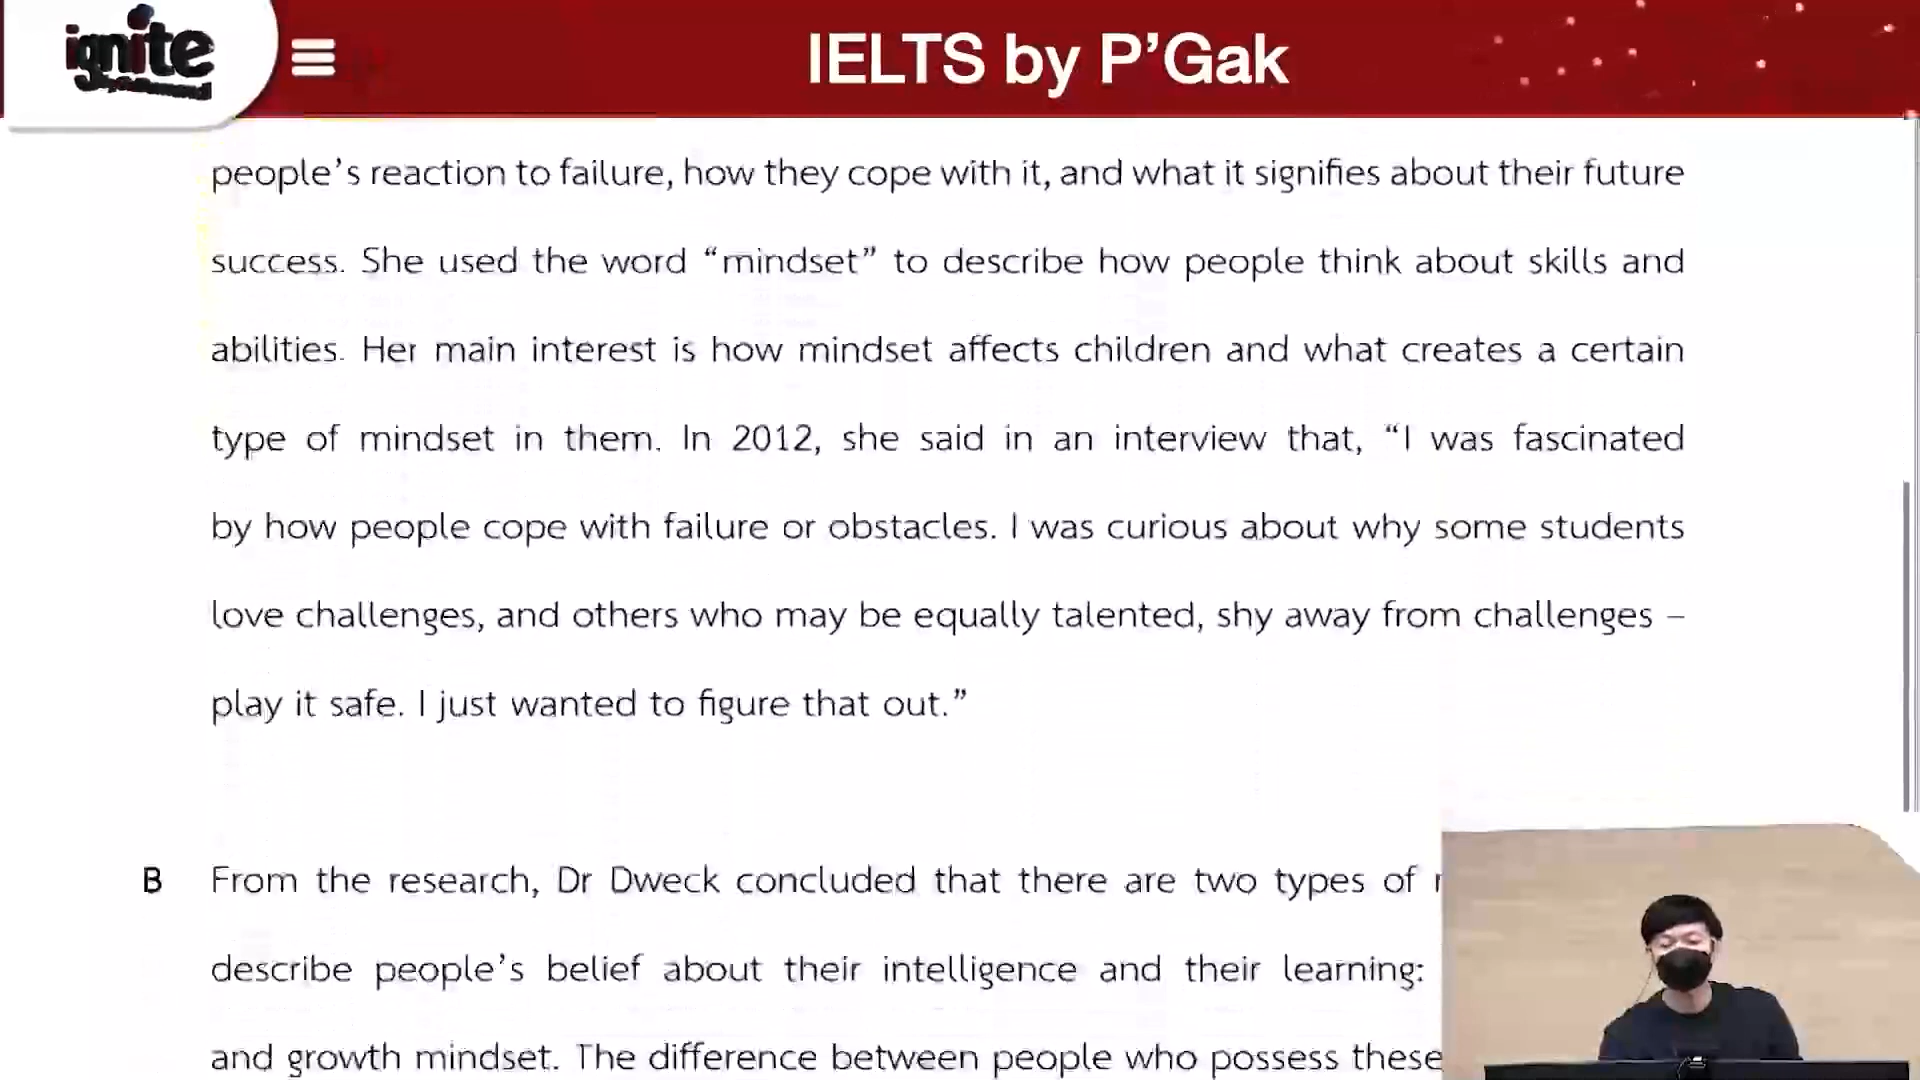 ignite
IELTS by P'Gak
people's reaction to failure, how they cope with it, and what it signifies about their future
success. She used the word “mindset” to describe how people think about skills and
abilities. Her main interest is how mindset affects children and what creates a certain
type of mindset in them. In 2012, she said in an interview that, “I was fascinated
by how people cope with failure or obstacles. I was curious about why some students
love challenges, and others who may be equally talented, shy away from challenges –
play it safe. I just wanted to figure that out.”
B From the research, Dr Dweck concluded that there are two types of
describe people's belief about their intelligence and their learning:
and growth mindset. The difference between people who possess these